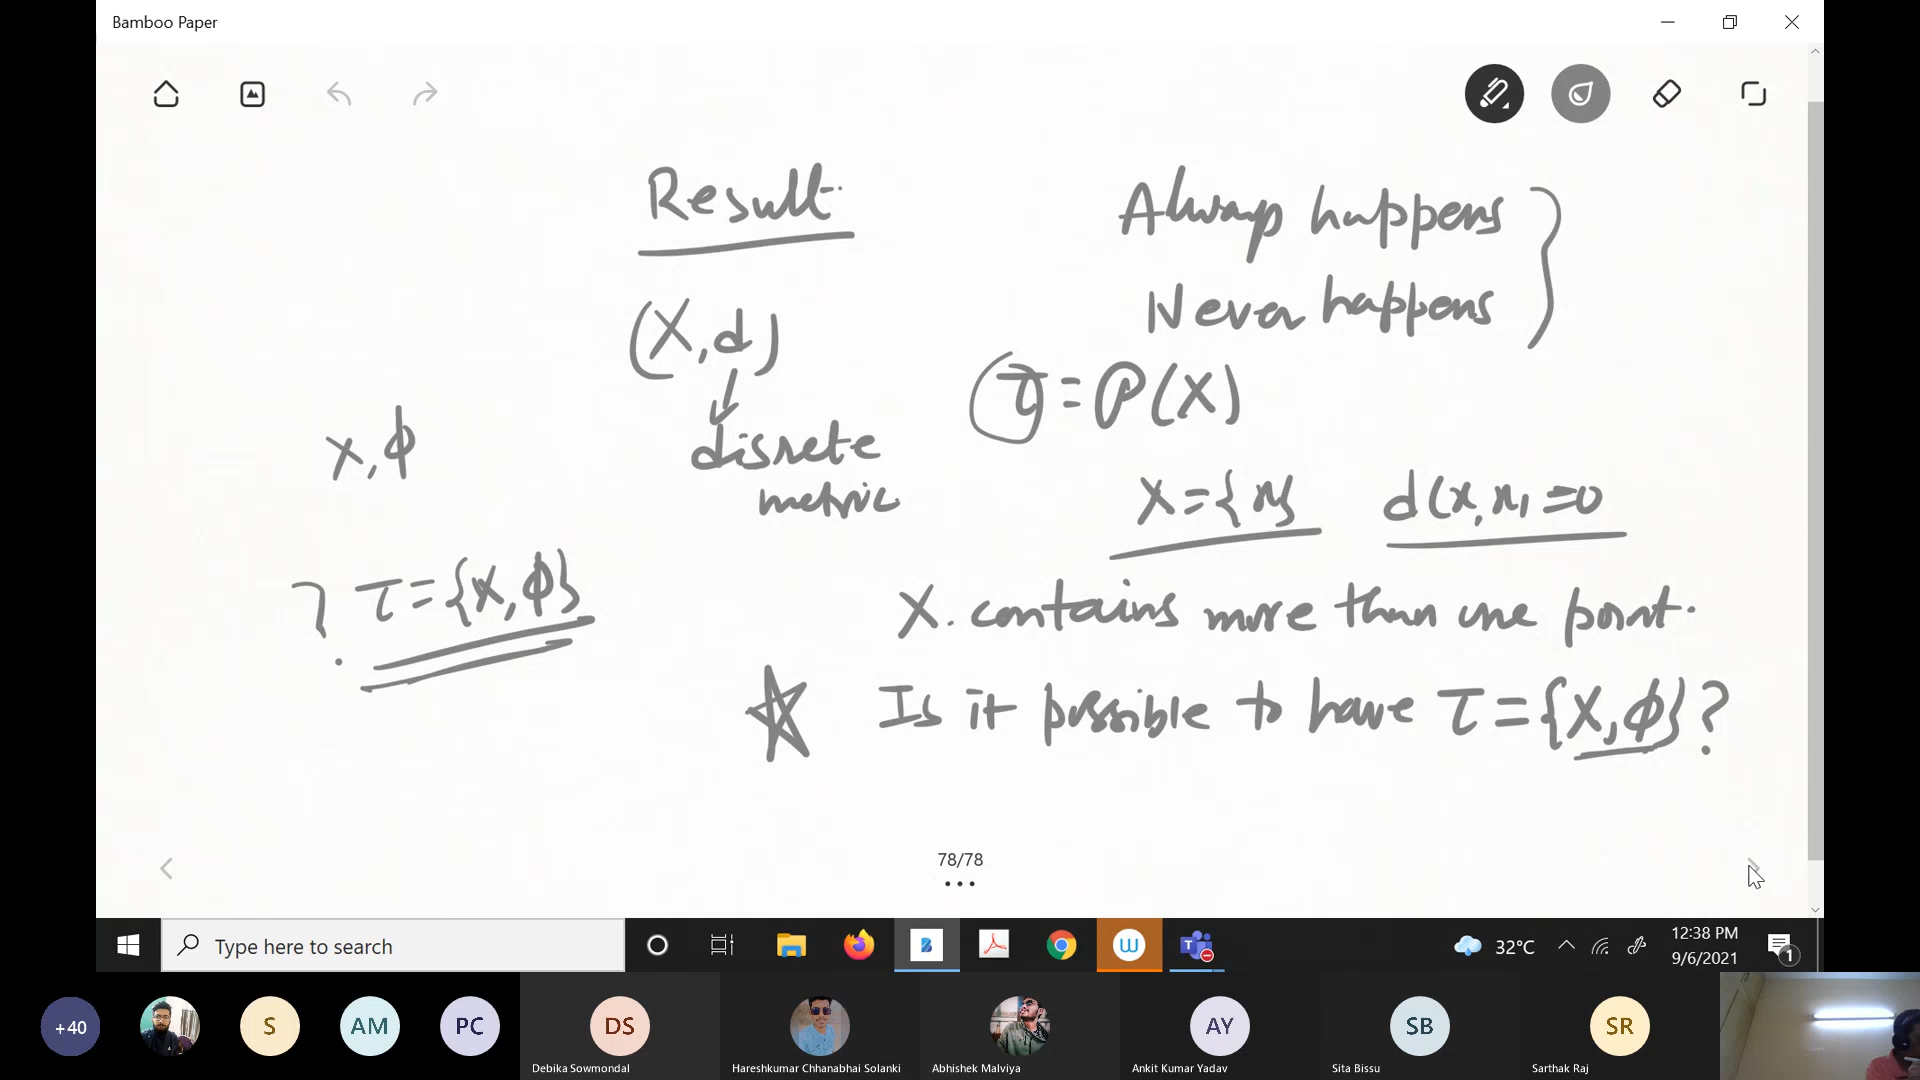 Bamboo Paper
Result
Always happens
Never happens
(X,d)
τ=P(X)
disrete
metric
X,ϕ
X={x} d(x,x)=0
? τ={X,ϕ}
X. contains more than one point.
Is it possible to have τ={X,ϕ}?
78/78
Type here to search
32°C
12:38 PM
9/6/2021
1
+40
S
AM
PC
DS
AY
SB
SR
Debika Sowmondal
Hareshkumar Chhanabhai Solanki
Abhishek Malviya
Ankit Kumar Yadav
Sita Bissu
Sarthak Raj